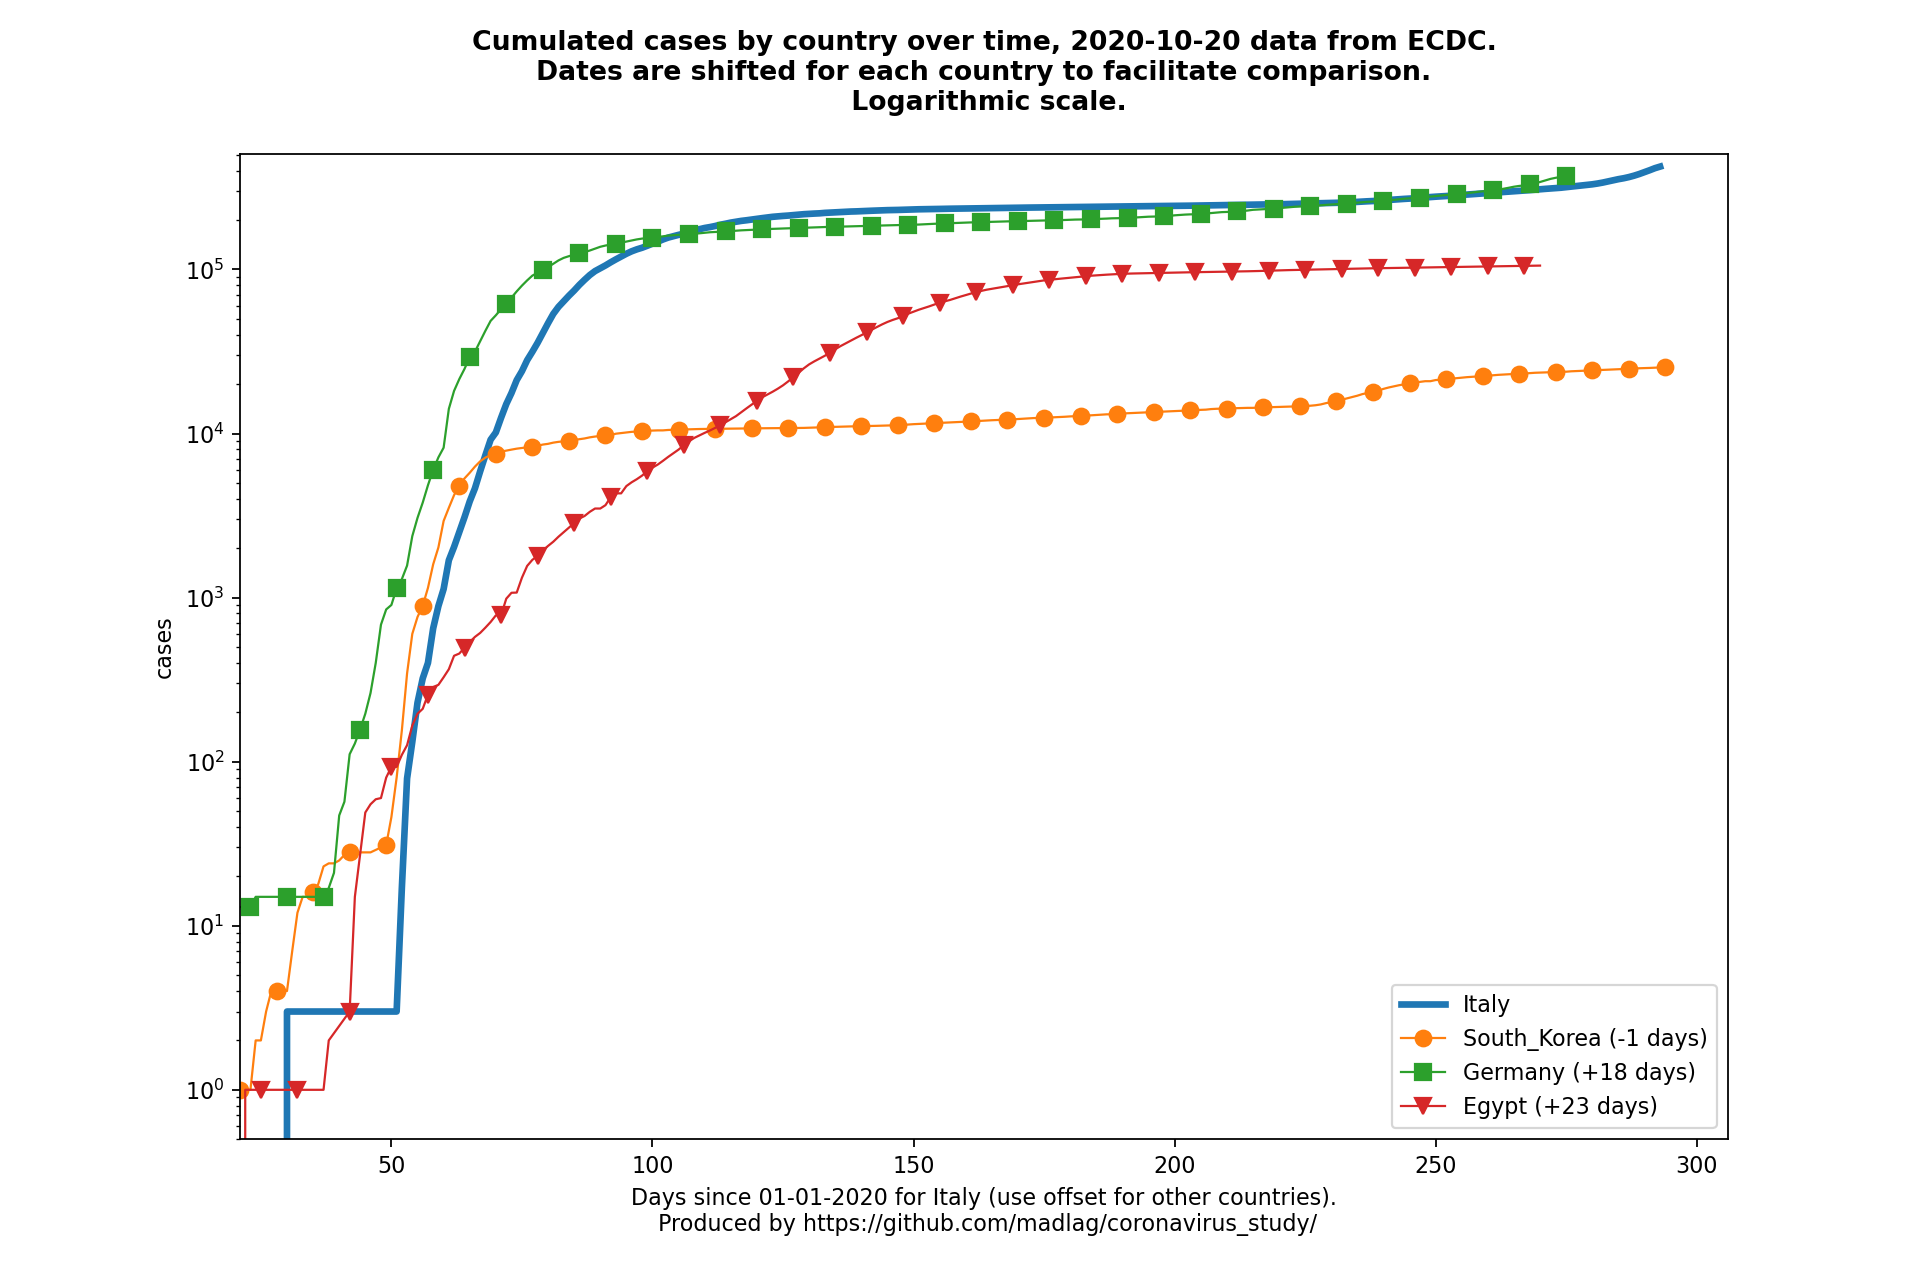 Cumulated cases by country over time, 2020-10-20 data from ECDC.
Dates are shifted for each country to facilitate comparison.
Logarithmic scale.
cases
10^5
10^4
10^3
10^2
10^1
10^0
50
100
150
200
250
300
Italy
South_Korea (-1 days)
Germany (+18 days)
Egypt (+23 days)
Days since 01-01-2020 for Italy (use offset for other countries).
Produced by https://github.com/madlag/coronavirus_study/